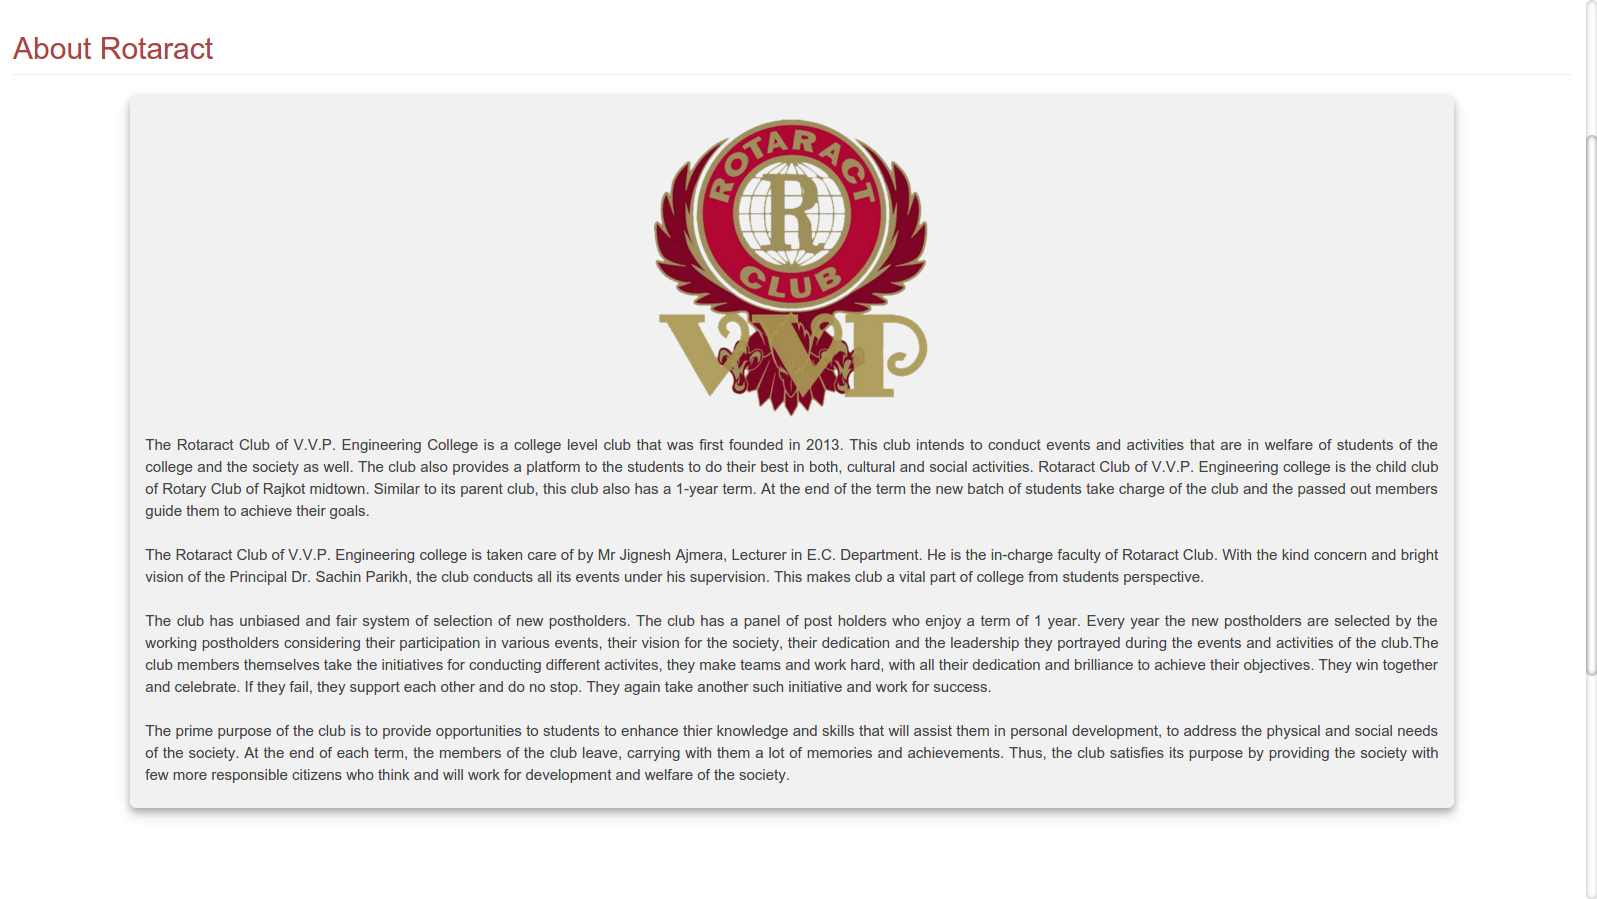 About Rotaract
ROTARACT
R
CLUB
VVP
The Rotaract Club of V.V.P. Engineering College is a college level club that was first founded in 2013. This club intends to conduct events and activities that are in welfare of students of the
college and the society as well. The club also provides a platform to the students to do their best in both, cultural and social activities. Rotaract Club of V.V.P. Engineering college is the child club
of Rotary Club of Rajkot midtown. Similar to its parent club, this club also has a 1-year term. At the end of the term the new batch of students take charge of the club and the passed out members
guide them to achieve their goals.
The Rotaract Club of V.V.P. Engineering college is taken care of by Mr Jignesh Ajmera, Lecturer in E.C. Department. He is the in-charge faculty of Rotaract Club. With the kind concern and bright
vision of the Principal Dr. Sachin Parikh, the club conducts all its events under his supervision. This makes club a vital part of college from students perspective.
The club has unbiased and fair system of selection of new postholders. The club has a panel of post holders who enjoy a term of 1 year. Every year the new postholders are selected by the
working postholders considering their participation in various events, their vision for the society, their dedication and the leadership they portrayed during the events and activities of the club.The
club members themselves take the initiatives for conducting different activites, they make teams and work hard, with all their dedication and brilliance to achieve their objectives. They win together
and celebrate. If they fail, they support each other and do no stop. They again take another such initiative and work for success.
The prime purpose of the club is to provide opportunities to students to enhance thier knowledge and skills that will assist them in personal development, to address the physical and social needs
of the society. At the end of each term, the members of the club leave, carrying with them a lot of memories and achievements. Thus, the club satisfies its purpose by providing the society with
few more responsible citizens who think and will work for development and welfare of the society.